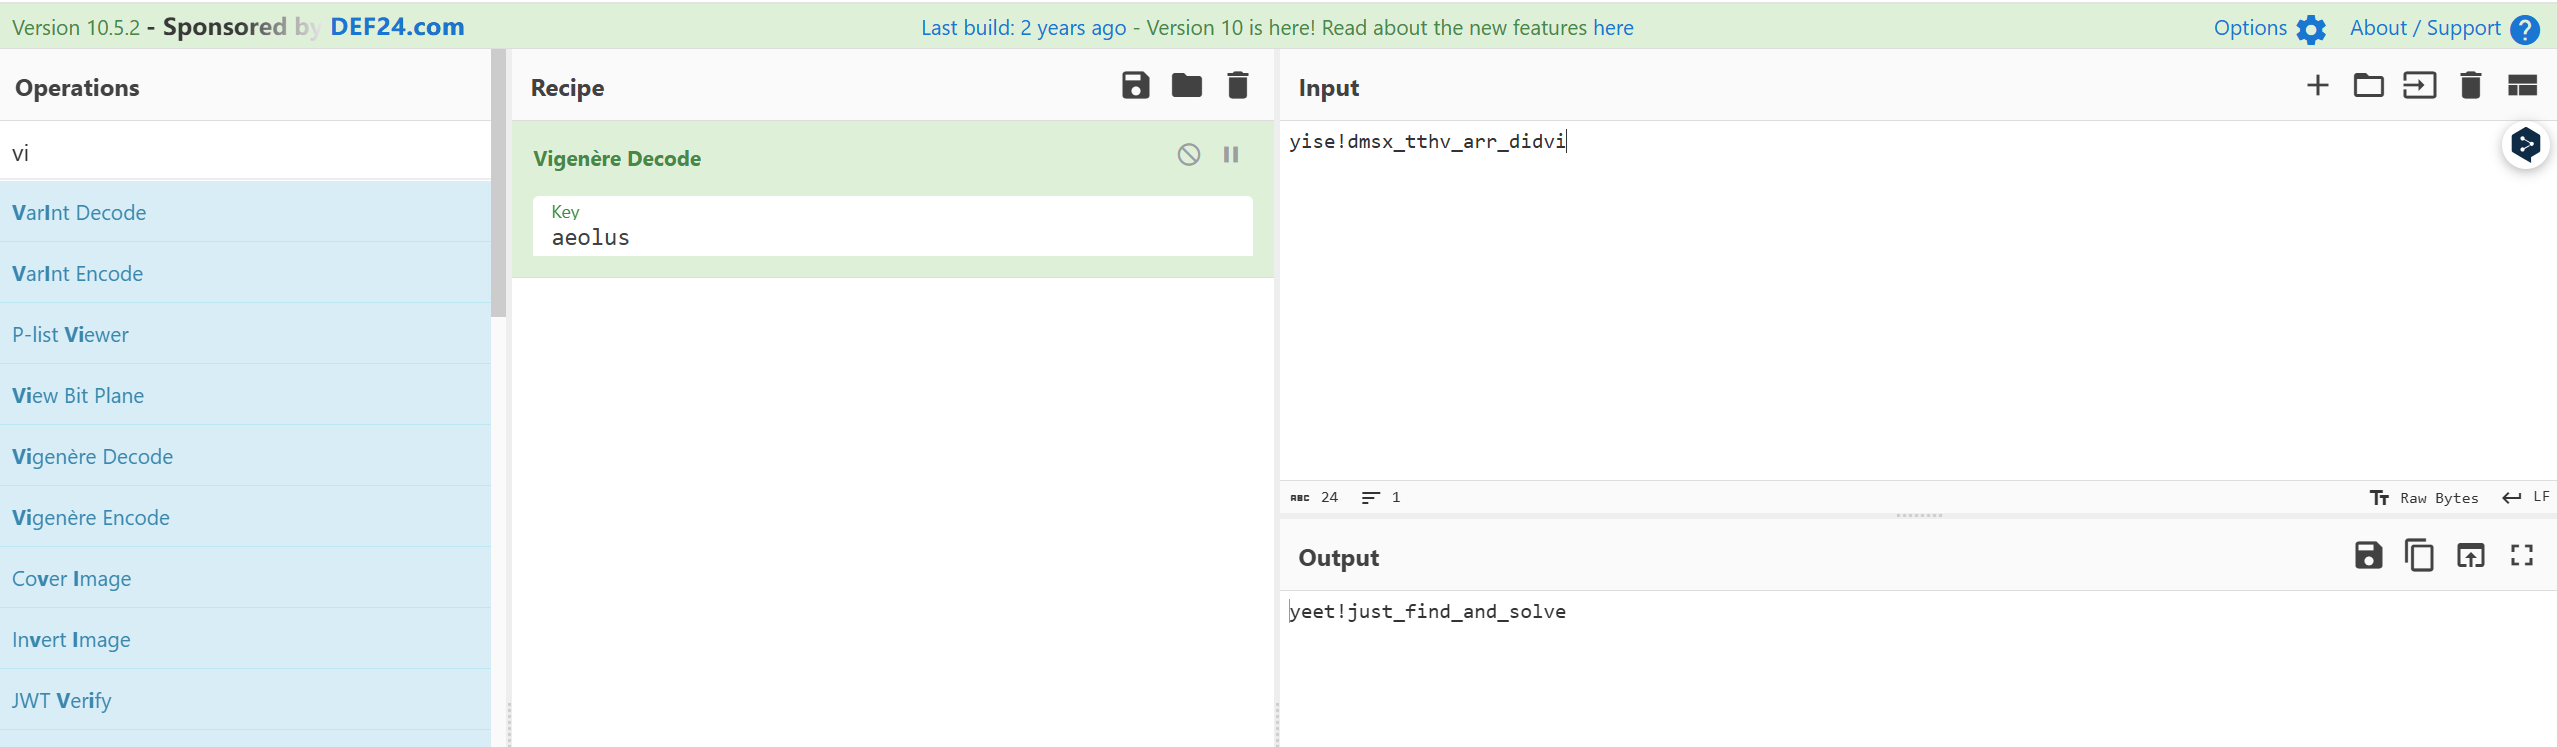 Version 10.5.2 - Sponsored by DEF24.com
Last build: 2 years ago - Version 10 is here! Read about the new features here
Options
About / Support
Operations
vi
VarInt Decode
VarInt Encode
P-list Viewer
View Bit Plane
Vigenère Decode
Vigenère Encode
Cover Image
Invert Image
JWT Verify
Recipe
Vigenère Decode
Key
aeolus
Input
yise!dmsx_tthv_arr_didvi
ABC 24 1
Tт Raw Bytes LF
Output
yeet!just_find_and_solve